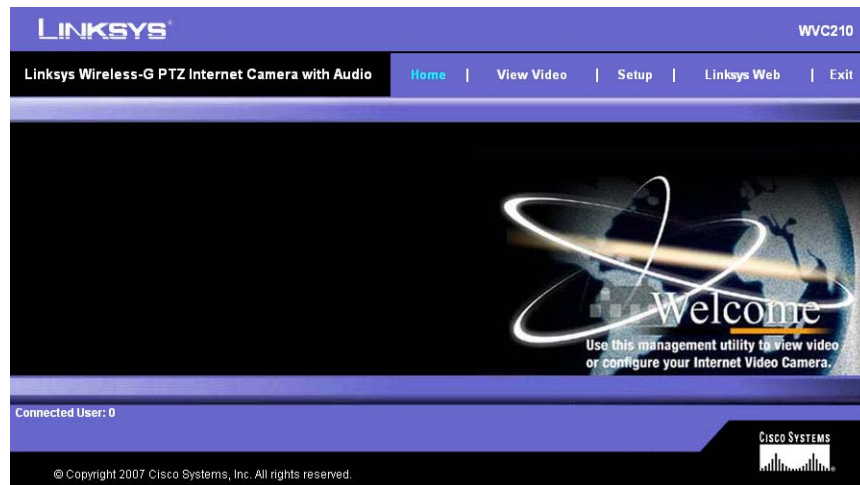 LINKSYS®
WVC210
Linksys Wireless-G PTZ Internet Camera with Audio
Home | View Video | Setup | Linksys Web | Exit
Welcome
Use this management utility to view video
or configure your Internet Video Camera.
Connected User: 0
CISCO SYSTEMS
© Copyright 2007 Cisco Systems, Inc. All rights reserved.